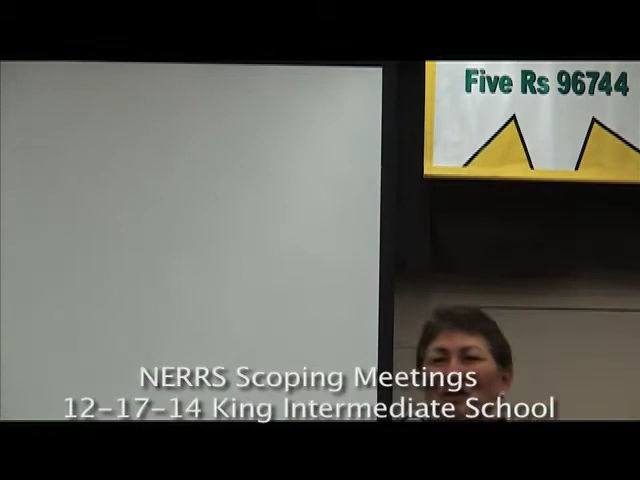 Five Rs 96744
NERRS Scoping Meetings
12-17-14 King Intermediate School